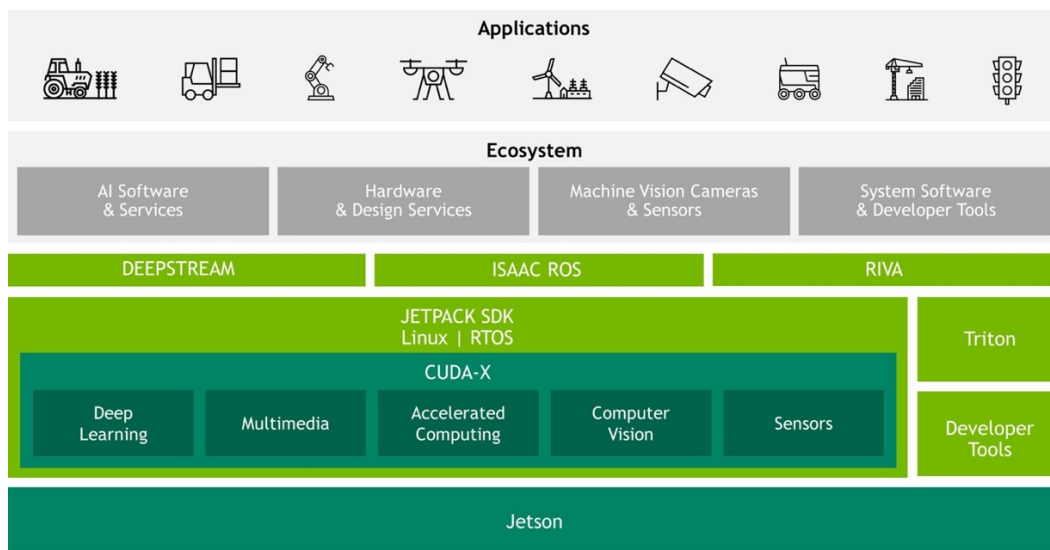 Applications
Ecosystem
AI Software
& Services
Hardware
& Design Services
Machine Vision Cameras
& Sensors
System Software
& Developer Tools
DEEPSTREAM
ISAAC ROS
RIVA
JETPACK SDK
Linux | RTOS
CUDA-X
Deep
Learning
Multimedia
Accelerated
Computing
Computer
Vision
Sensors
Triton
Developer
Tools
Jetson